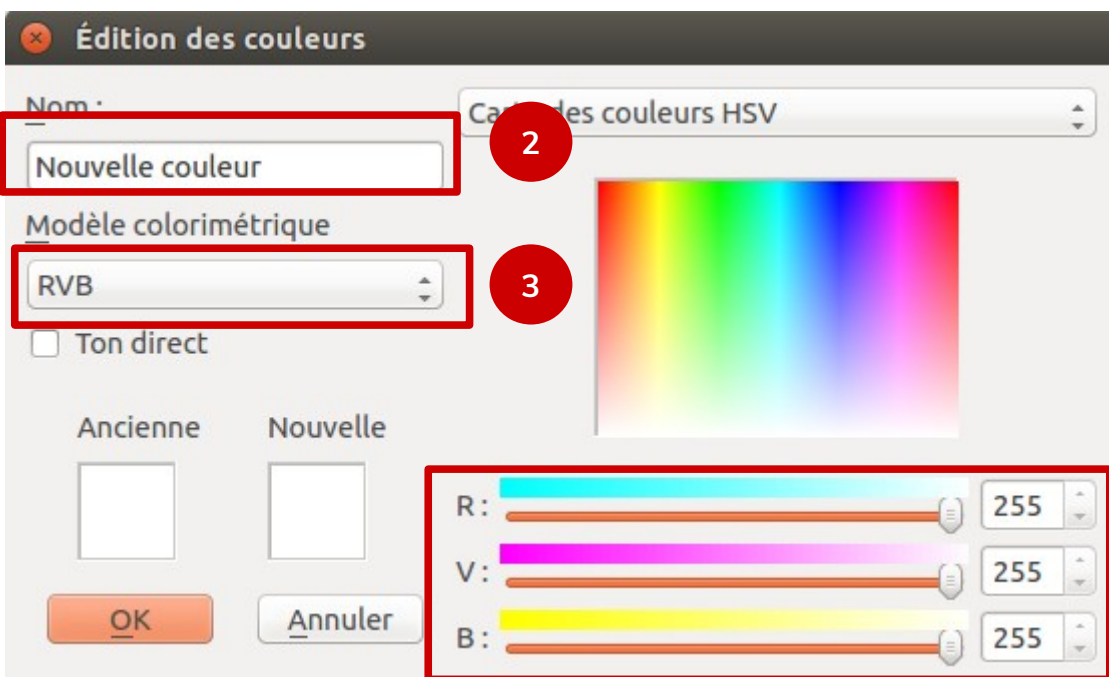 Édition des couleurs
Nom :
Nouvelle couleur
2
Modèle colorimétrique
RVB
3
Ton direct
Ancienne
Nouvelle
OK
Annuler
des couleurs HSV
R :
255
V :
255
B :
255